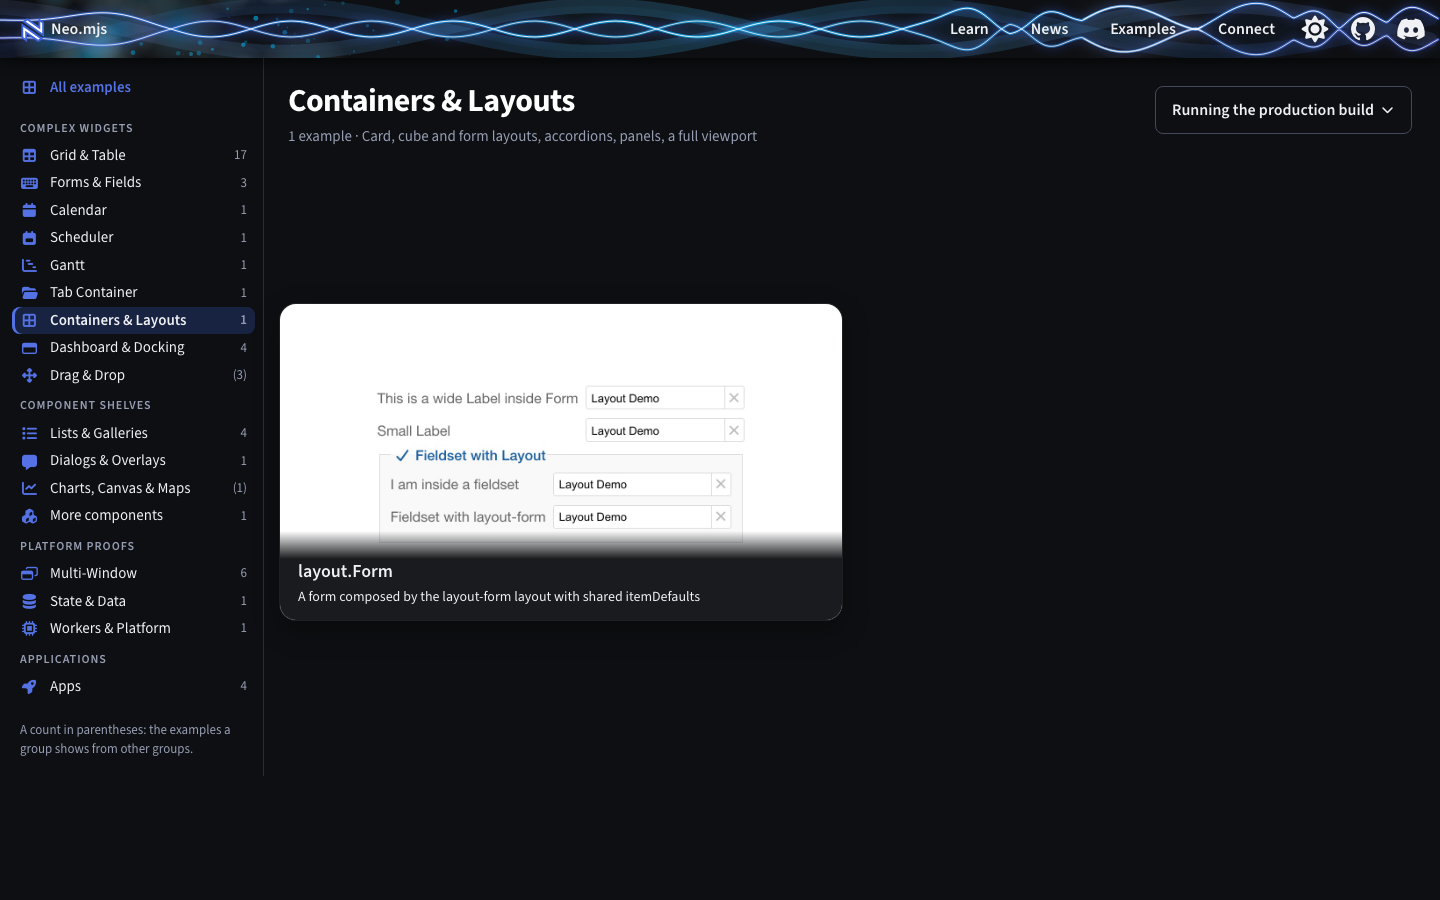 Neo.mjs
Learn
News
Examples
Connect
All examples
COMPLEX WIDGETS
Grid & Table 17
Forms & Fields 3
Calendar 1
Scheduler 1
Gantt 1
Tab Container 1
Containers & Layouts 1
Dashboard & Docking 4
Drag & Drop (3)
COMPONENT SHELVES
Lists & Galleries 4
Dialogs & Overlays 1
Charts, Canvas & Maps (1)
More components 1
PLATFORM PROOFS
Multi-Window 6
State & Data 1
Workers & Platform 1
APPLICATIONS
Apps 4
A count in parentheses: the examples a
group shows from other groups.
Containers & Layouts
1 example · Card, cube and form layouts, accordions, panels, a full viewport
Running the production build
This is a wide Label inside Form Layout Demo
Small Label Layout Demo
Fieldset with Layout
I am inside a fieldset Layout Demo
Fieldset with layout-form Layout Demo
layout.Form
A form composed by the layout-form layout with shared itemDefaults